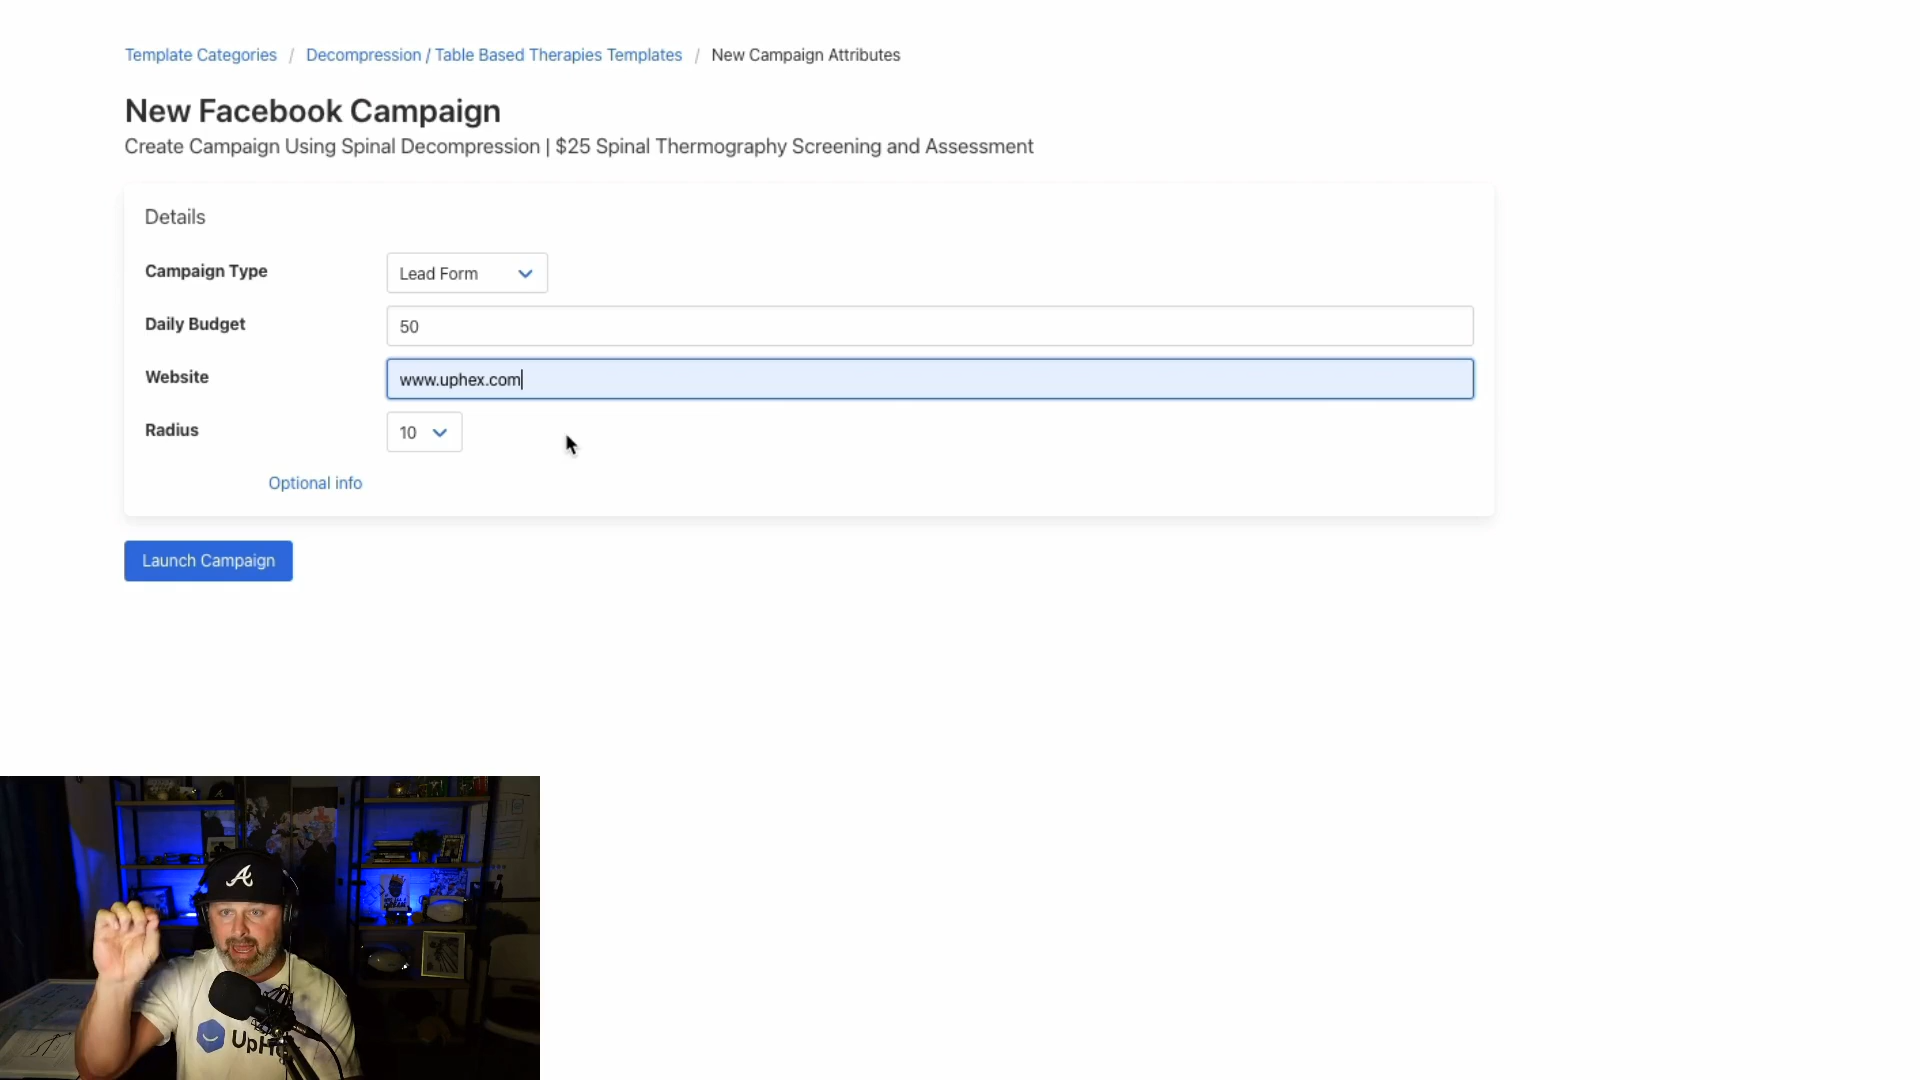 Template Categories / Decompression / Table Based Therapies Templates / New Campaign Attributes
New Facebook Campaign
Create Campaign Using Spinal Decompression | $25 Spinal Thermography Screening and Assessment
Details
Campaign Type
Lead Form
Daily Budget
50
Website
www.uphex.com
Radius
10
Optional info
Launch Campaign
A